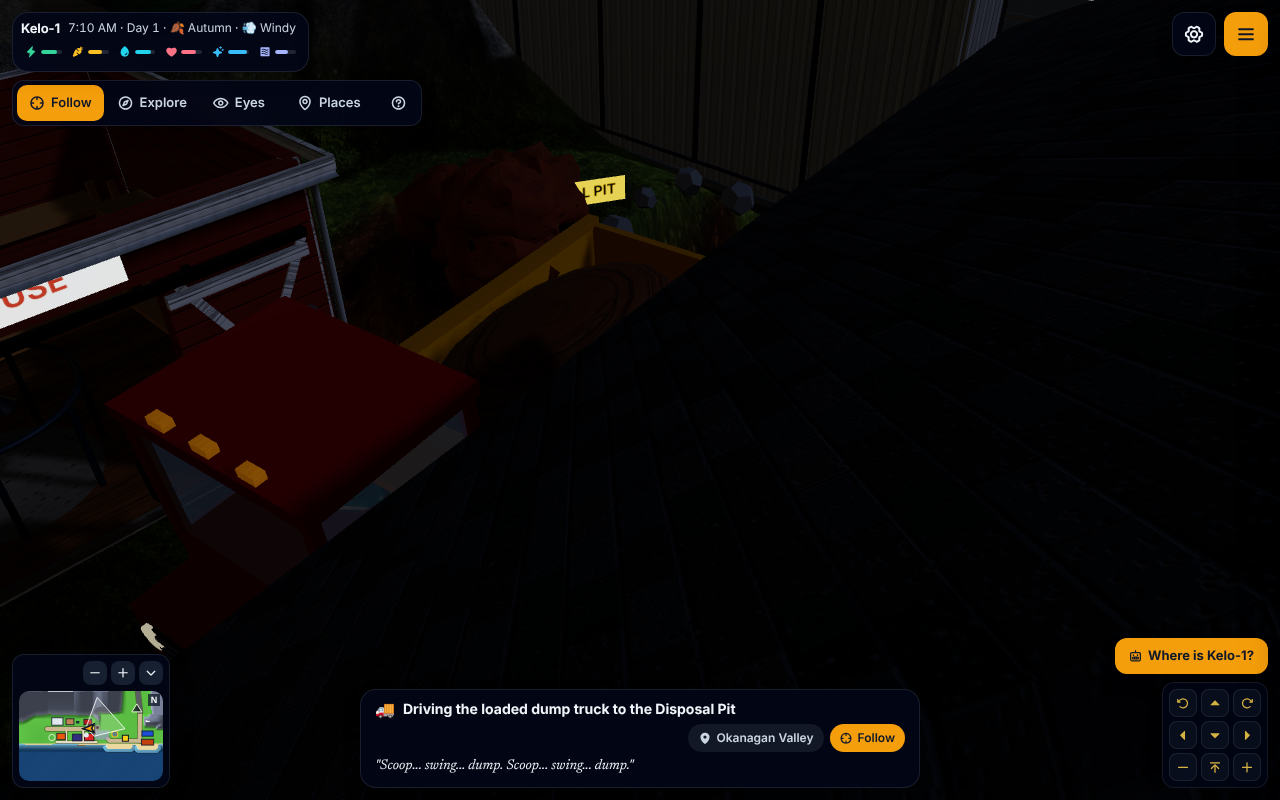 Kelo-1 7:10 AM · Day 1 · 🍂 Autumn · 💨 Windy
Follow Explore Eyes Places
L PIT
USE
Where is Kelo-1?
N
🚚 Driving the loaded dump truck to the Disposal Pit
Okanagan Valley Follow
"Scoop... swing... dump. Scoop... swing... dump."